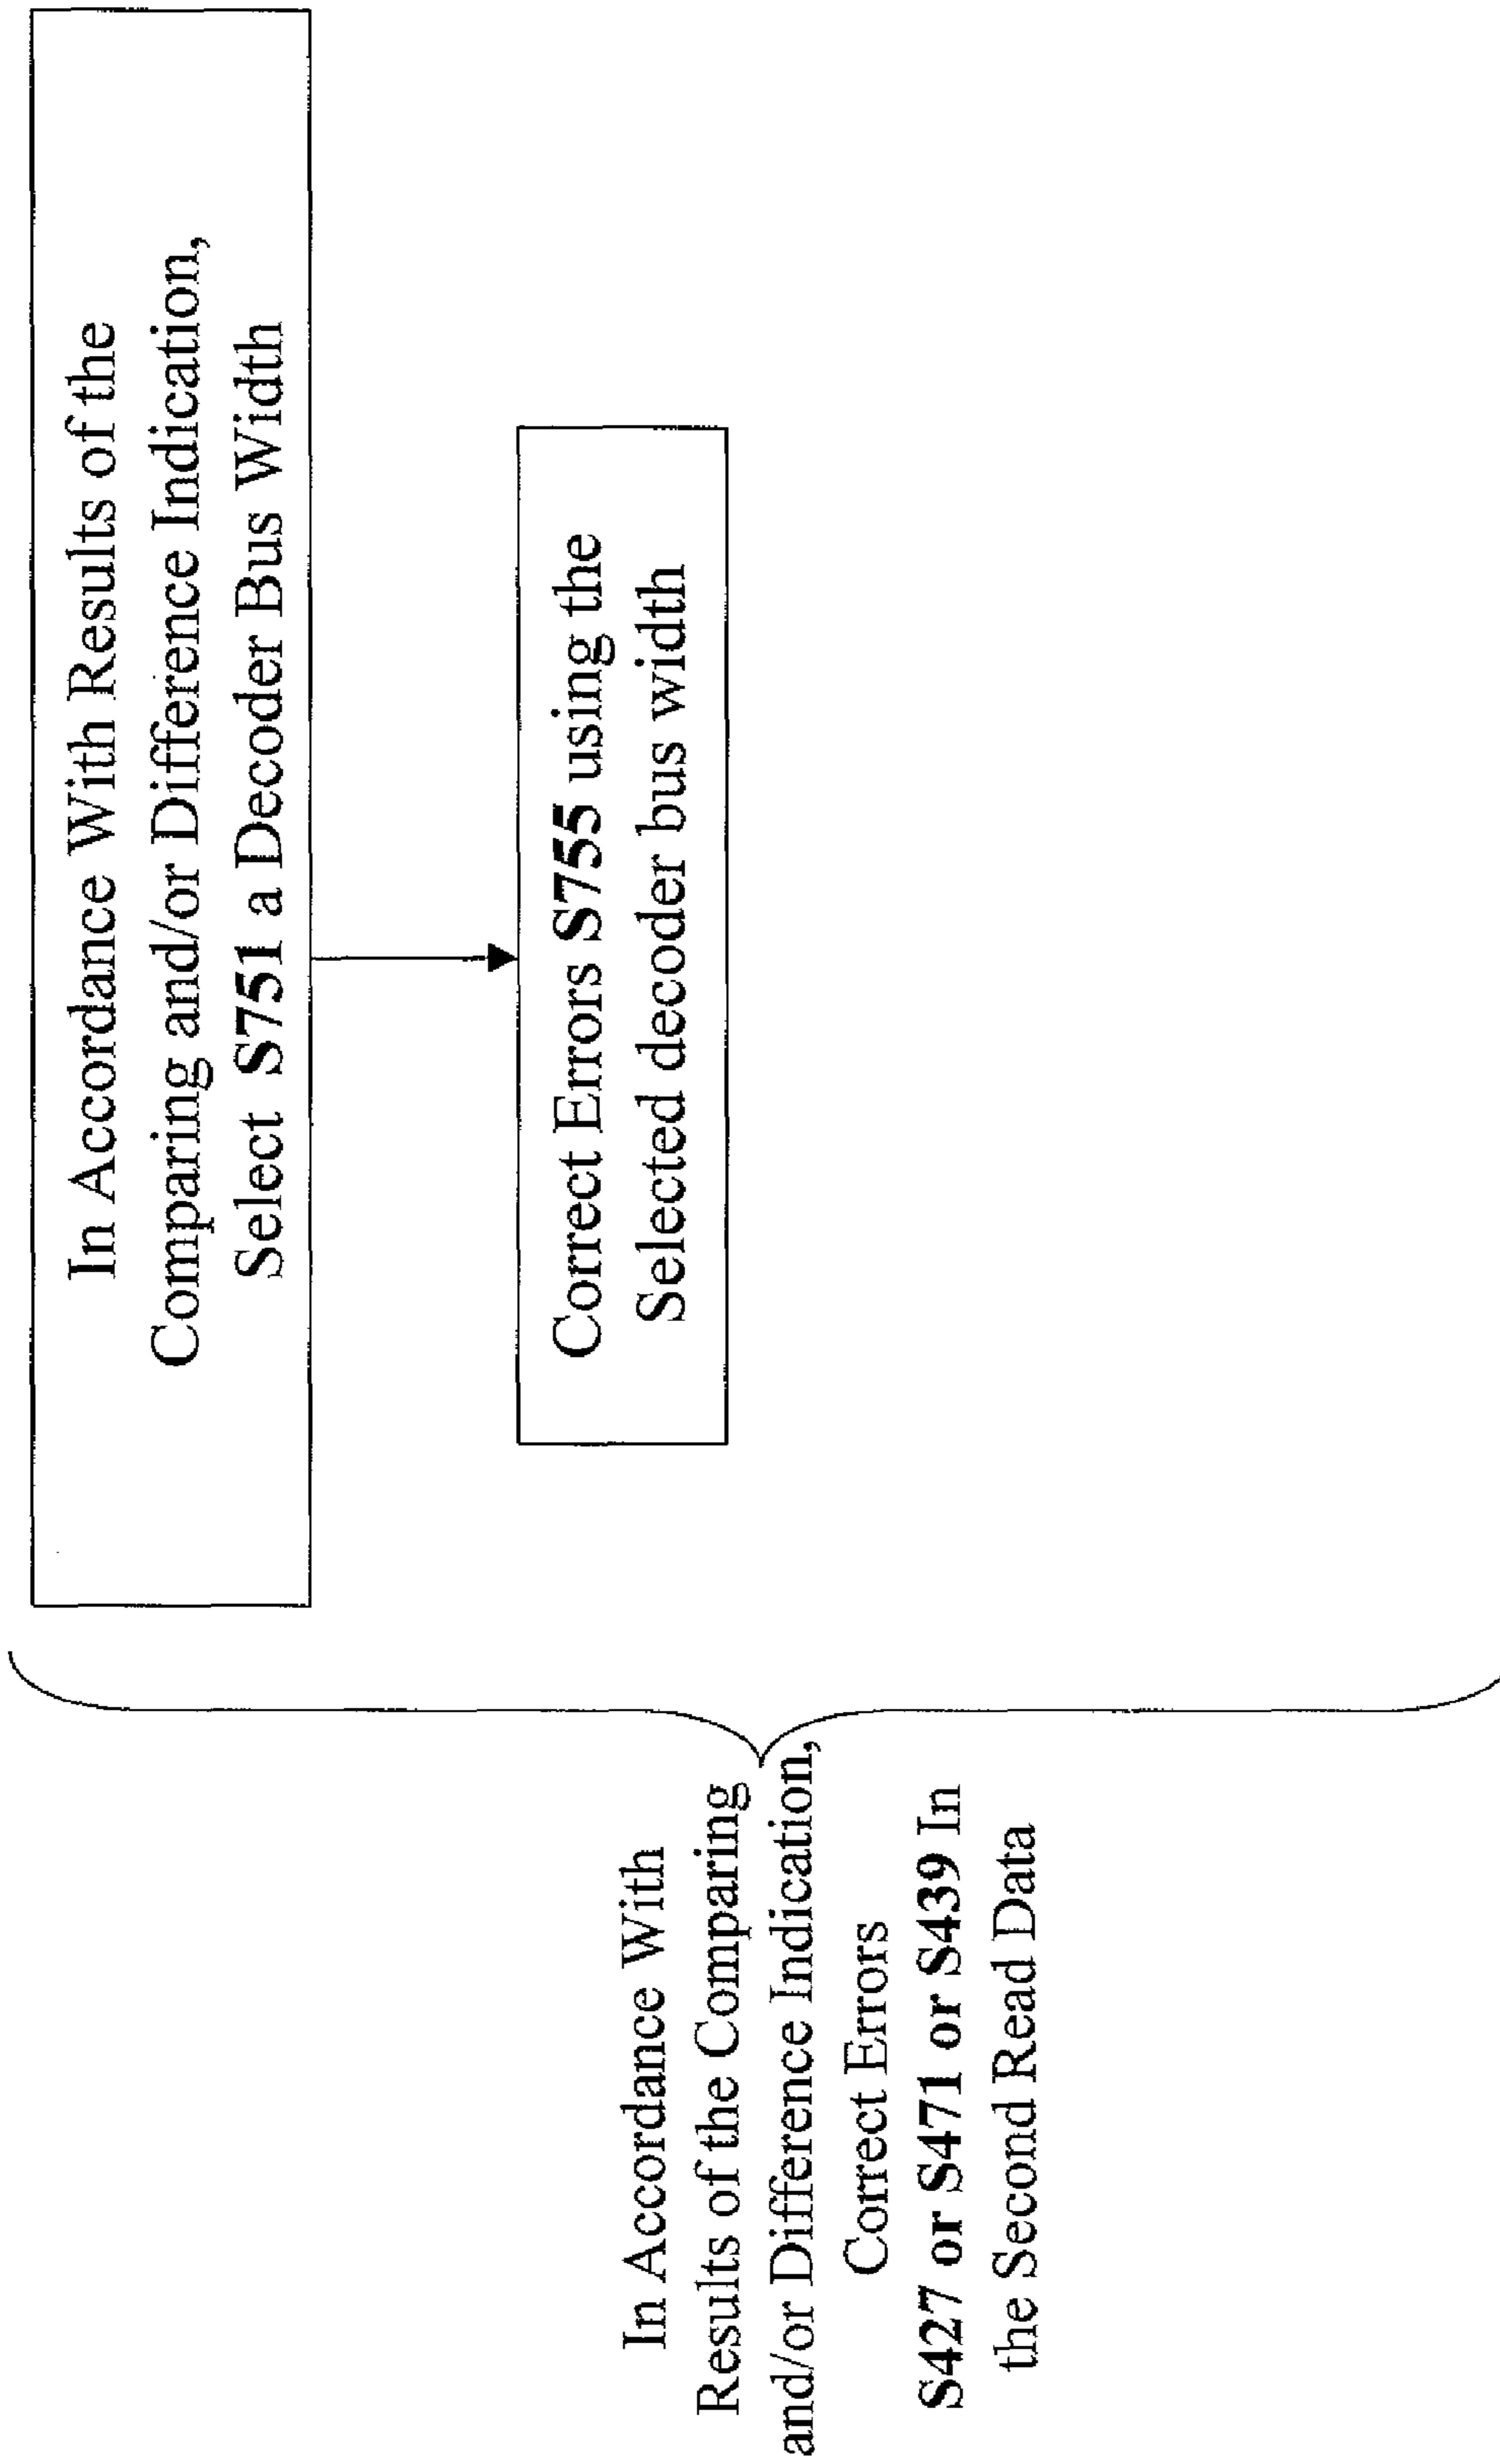 In Accordance With
Results of the Comparing
and/or Difference Indication,
Correct Errors
S427 or S471 or S439 In
the Second Read Data
In Accordance With Results of the
Comparing and/or Difference Indication,
Select S751 a Decoder Bus Width
Correct Errors S755 using the
Selected decoder bus width